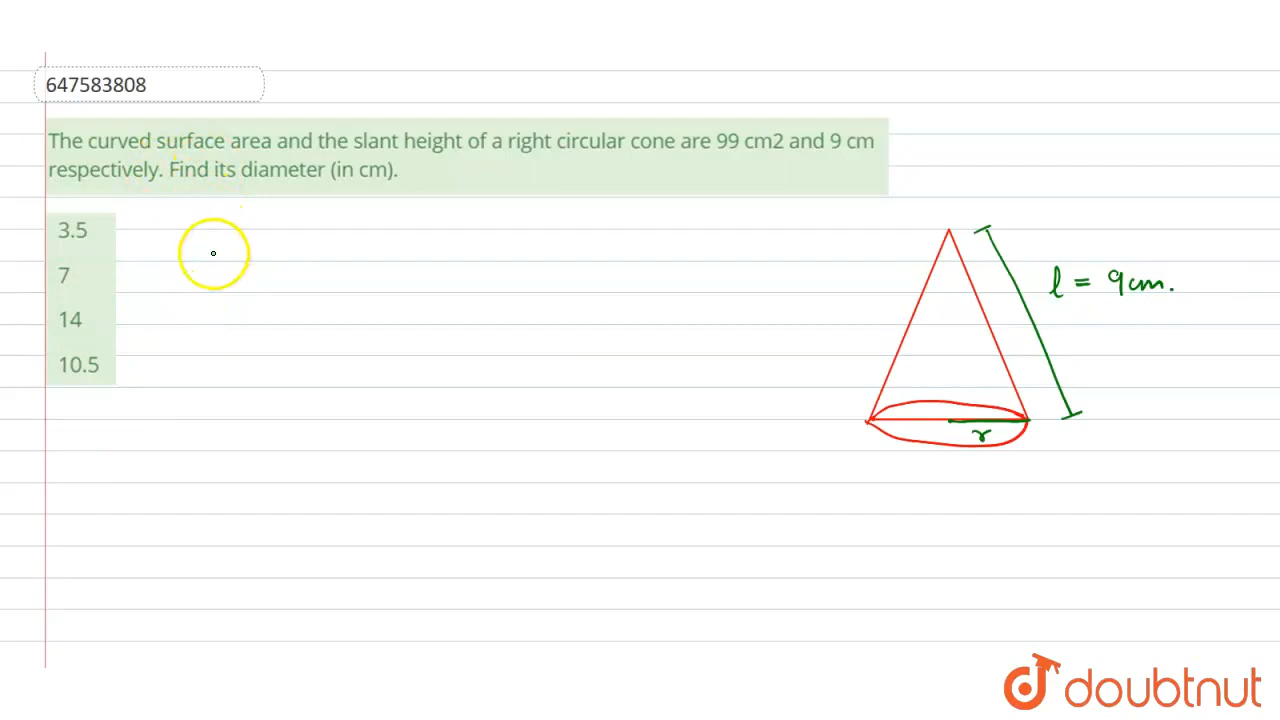 647583808
The curved surface area and the slant height of a right circular cone are 99 cm2 and 9 cm
respectively. Find its diameter (in cm).
3.5
7
14
10.5
l = 9cm.
r
doubtnut